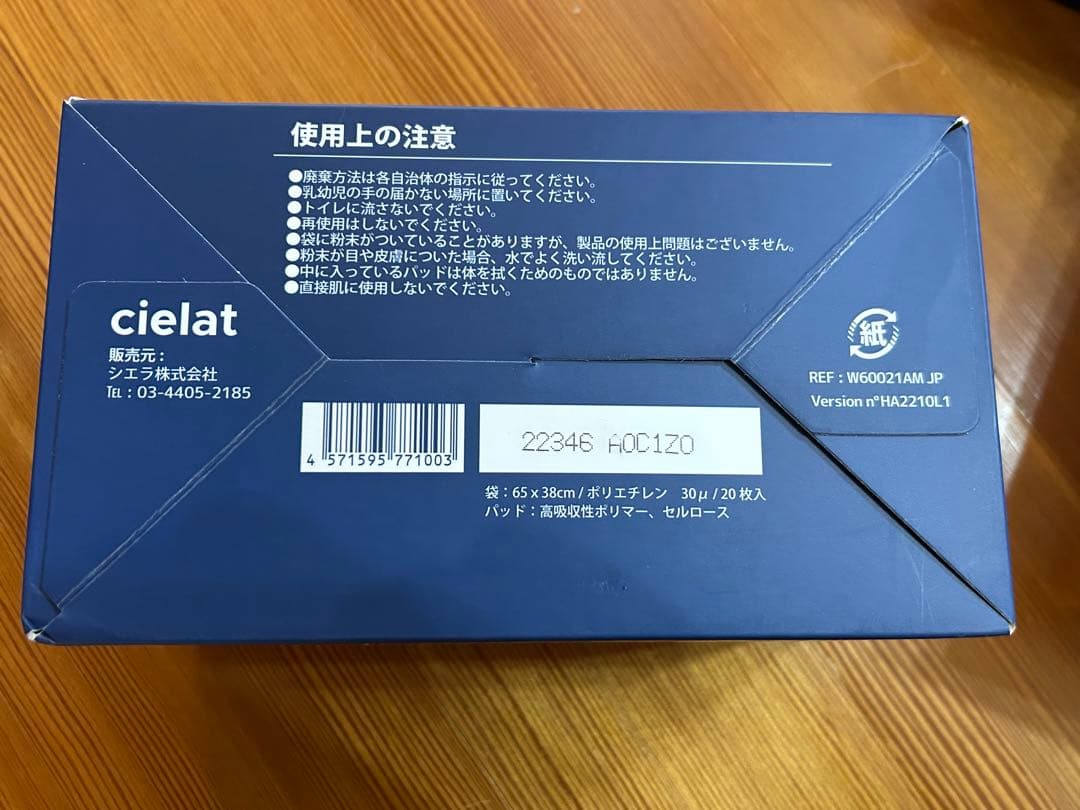 使用上の注意
●廃棄方法は各自治体の指示に従ってください。
●乳幼児の手の届かない場所に置いてください。
●トイレに流さないでください。
●再使用はしないでください。
●袋に粉末がついていることがありますが、製品の使用上問題はございません。
●粉末が目や皮膚についた場合、水でよく洗い流してください。
●中に入っているパッドは体を拭くためのものではありません。
●直接肌に使用しないでください。
cielat
販売元：
シエラ株式会社
TEL：03-4405-2185
紙
REF : W60021AM JP
Version n°HA2210L1
4 571595 771003
22346 A0C1Z0
袋：65 x 38cm / ポリエチレン　30μ / 20 枚入
パッド：高吸収性ポリマー、セルロース